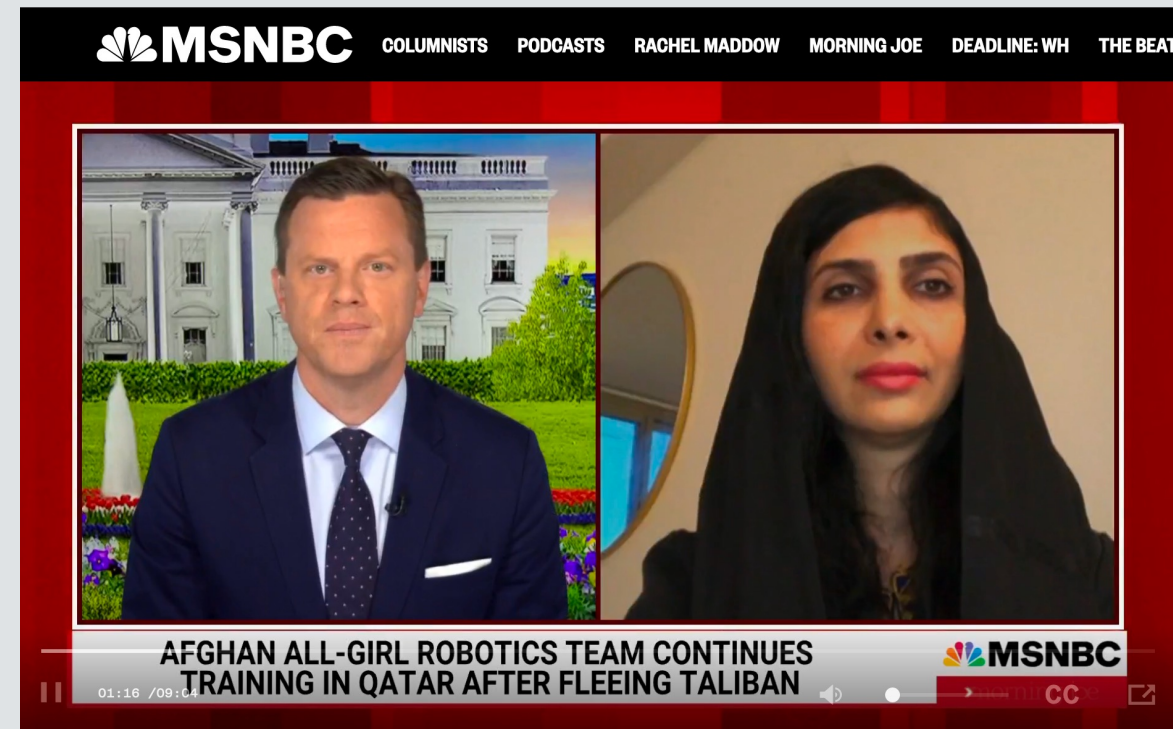 MSNBC COLUMNISTS PODCASTS RACHEL MADDOW MORNING JOE DEADLINE: WH THE BEAT
AFGHAN ALL-GIRL ROBOTICS TEAM CONTINUES
TRAINING IN QATAR AFTER FLEEING TALIBAN
MSNBC
01:16 /09:04
CC